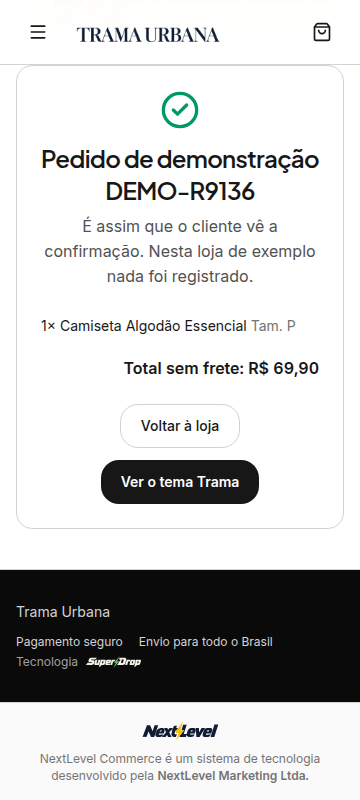 TRAMA URBANA
Pedido de demonstração
DEMO-R9136
É assim que o cliente vê a
confirmação. Nesta loja de exemplo
nada foi registrado.
1× Camiseta Algodão Essencial Tam. P
Total sem frete: R$ 69,90
Voltar à loja
Ver o tema Trama
Trama Urbana
Pagamento seguro Envio para todo o Brasil
Tecnologia SuperDrop
NextLevel
NextLevel Commerce é um sistema de tecnologia
desenvolvido pela NextLevel Marketing Ltda.